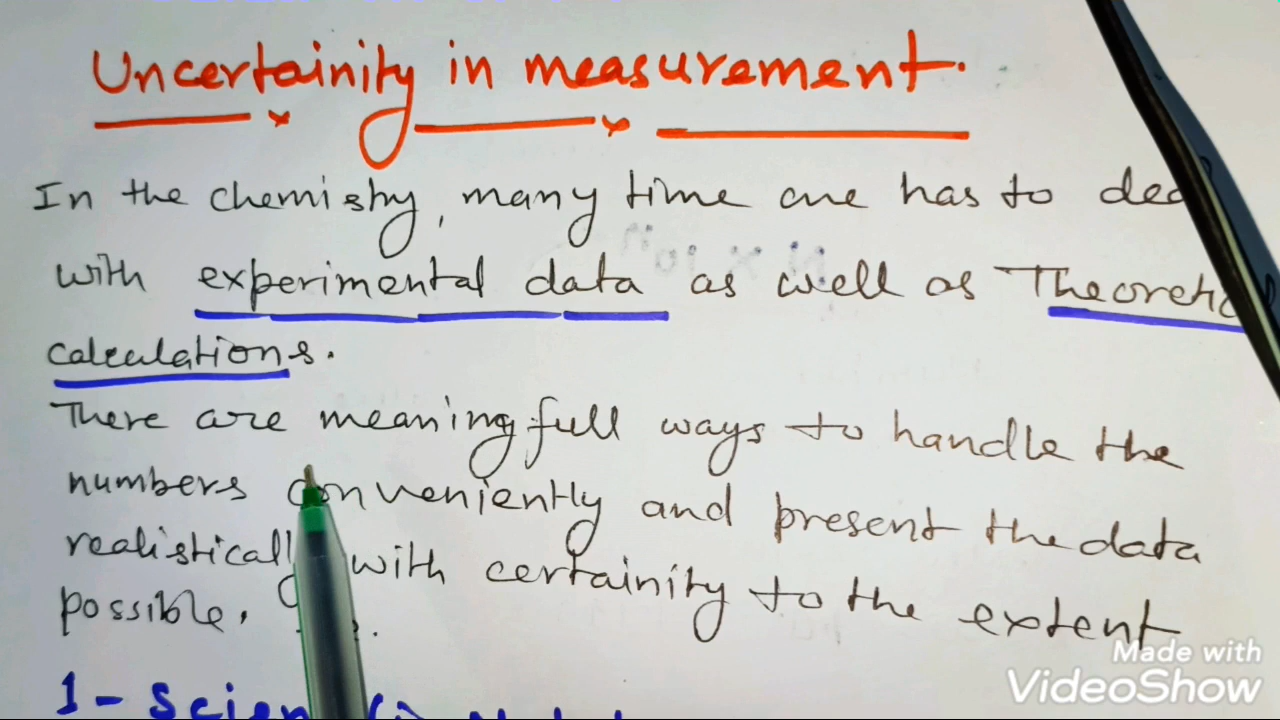 Uncertainity in measurement.
In the chemistry, many time one has to dea
with experimental data as well as Theoretic
calculations.
There are meaningfull ways to handle the
numbers conveniently and present the data
realistically with certainity to the extent
possible.
1-
Made with
VideoShow